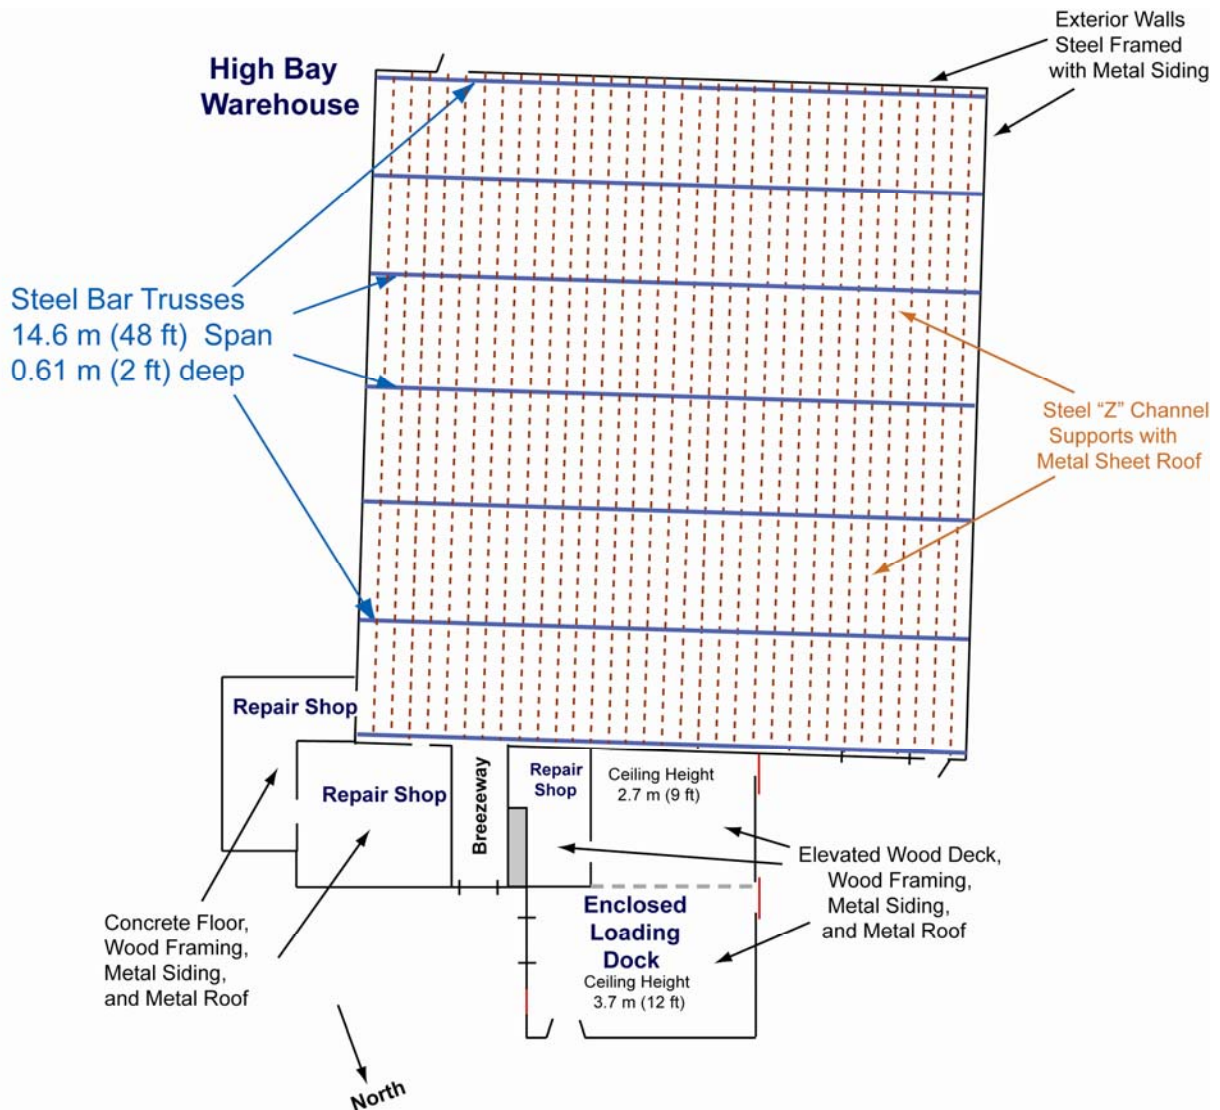 Exterior Walls
Steel Framed
with Metal Siding
High Bay
Warehouse
Steel Bar Trusses
14.6 m (48 ft) Span
0.61 m (2 ft) deep
Steel “Z” Channel
Supports with
Metal Sheet Roof
Repair Shop
Repair Shop
Breezeway
Repair
Shop
Ceiling Height
2.7 m (9 ft)
Elevated Wood Deck,
Wood Framing,
Metal Siding,
and Metal Roof
Enclosed
Loading
Dock
Ceiling Height
3.7 m (12 ft)
Concrete Floor,
Wood Framing,
Metal Siding,
and Metal Roof
North